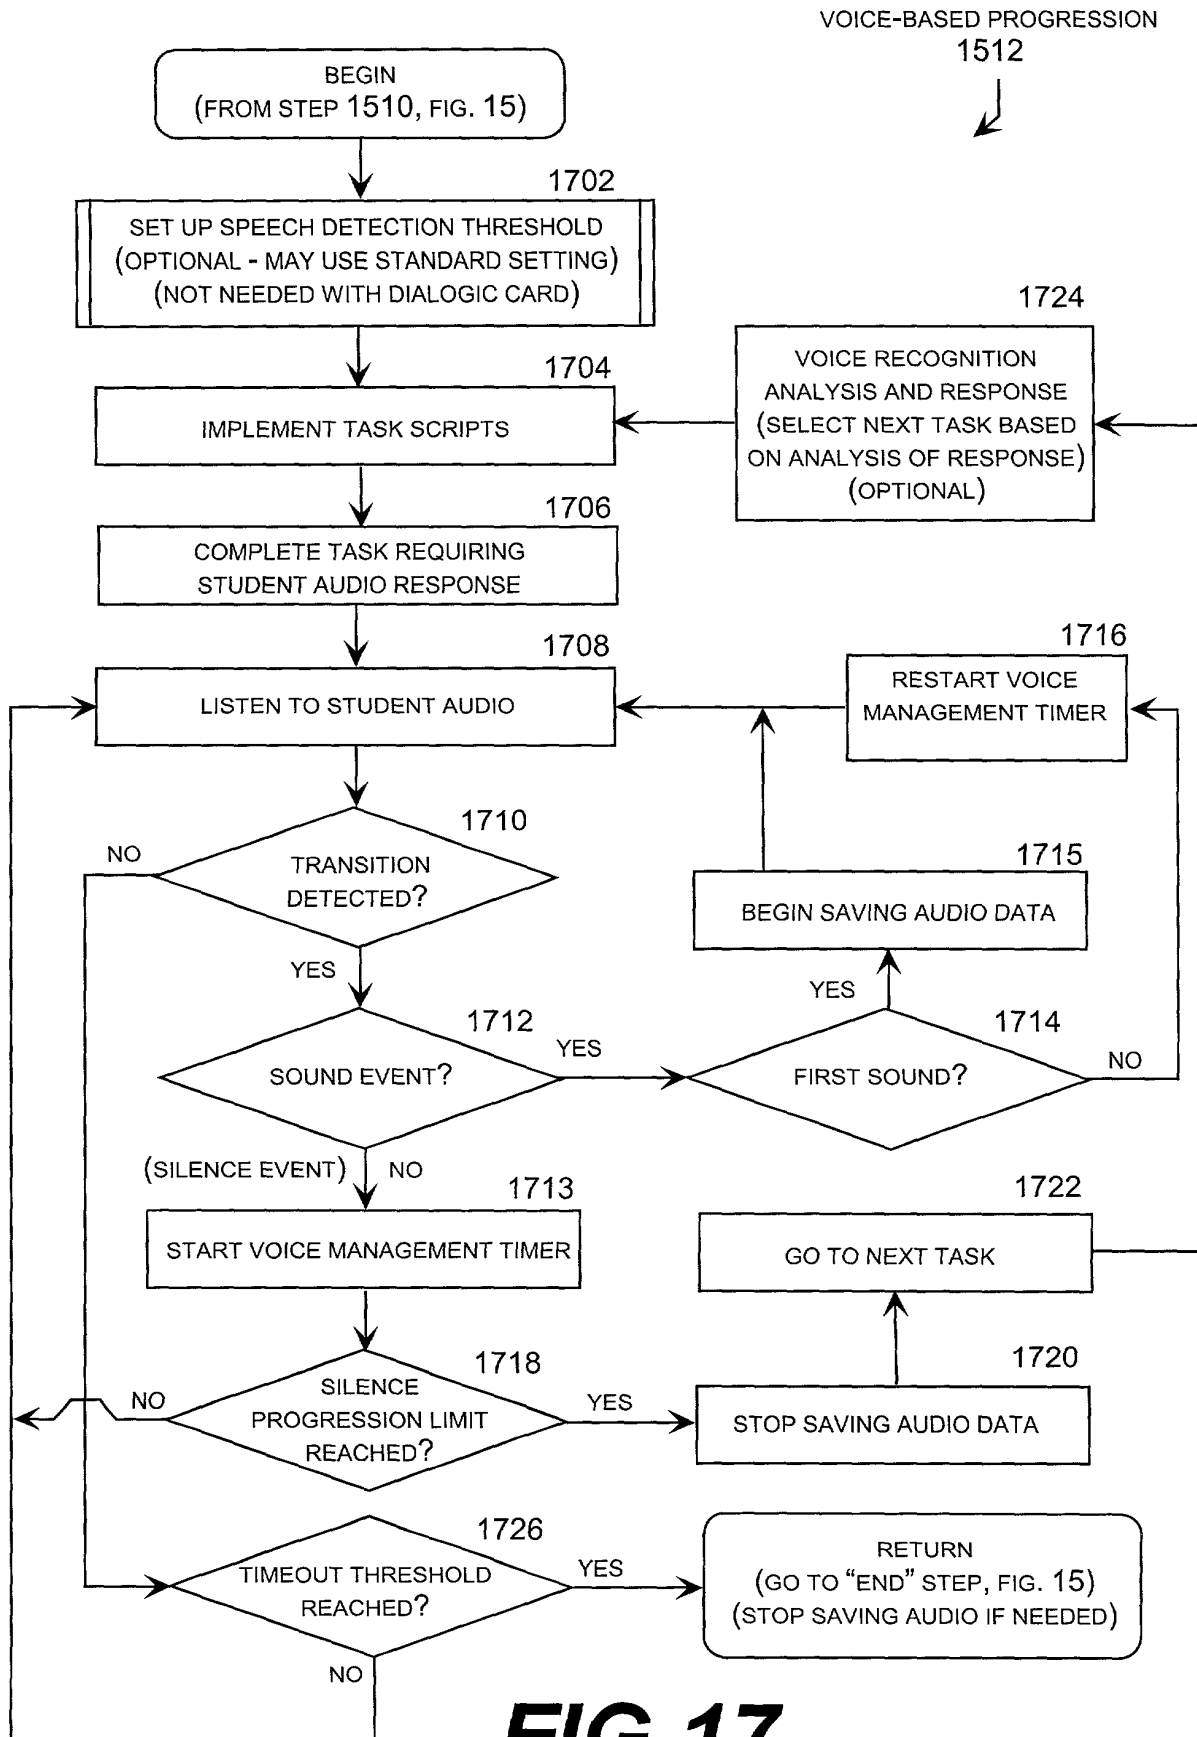 VOICE-BASED PROGRESSION
1512
BEGIN
(FROM STEP 1510, FIG. 15)
1702
SET UP SPEECH DETECTION THRESHOLD
(OPTIONAL - MAY USE STANDARD SETTING)
(NOT NEEDED WITH DIALOGIC CARD)
1724
VOICE RECOGNITION
ANALYSIS AND RESPONSE
(SELECT NEXT TASK BASED
ON ANALYSIS OF RESPONSE)
(OPTIONAL)
1704
IMPLEMENT TASK SCRIPTS
1706
COMPLETE TASK REQUIRING
STUDENT AUDIO RESPONSE
1708
LISTEN TO STUDENT AUDIO
1716
RESTART VOICE
MANAGEMENT TIMER
1710
NO
TRANSITION
DETECTED?
YES
1715
BEGIN SAVING AUDIO DATA
YES
1712
SOUND EVENT?
YES
1714
FIRST SOUND?
NO
(SILENCE EVENT) NO
1713
START VOICE MANAGEMENT TIMER
1722
GO TO NEXT TASK
1718
NO
SILENCE
PROGRESSION LIMIT
REACHED?
YES
1720
STOP SAVING AUDIO DATA
1726
TIMEOUT THRESHOLD
REACHED?
YES
NO
RETURN
(GO TO "END" STEP, FIG. 15)
(STOP SAVING AUDIO IF NEEDED)
FIG 17